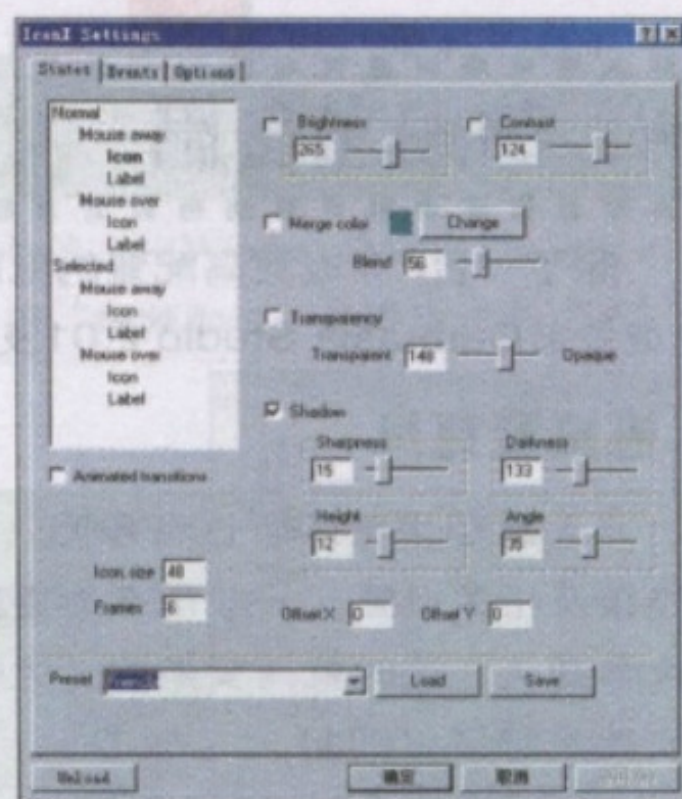 IconX Settings
States Events Options
Normal
Mouse away
Icon
Label
Mouse over
Icon
Label
Selected
Mouse away
Icon
Label
Mouse over
Icon
Label
Brightness
265
Contrast
124
Merge color Change
Blend 56
Transparency
Transparent 148 Opaque
Shadow
Sharpness
15
Darkness
133
Height
12
Angle
35
Animated transitions
Icon size 48
Frames 6
Offset X 0 Offset Y 0
Preset Load Save
Unload 确定 取消